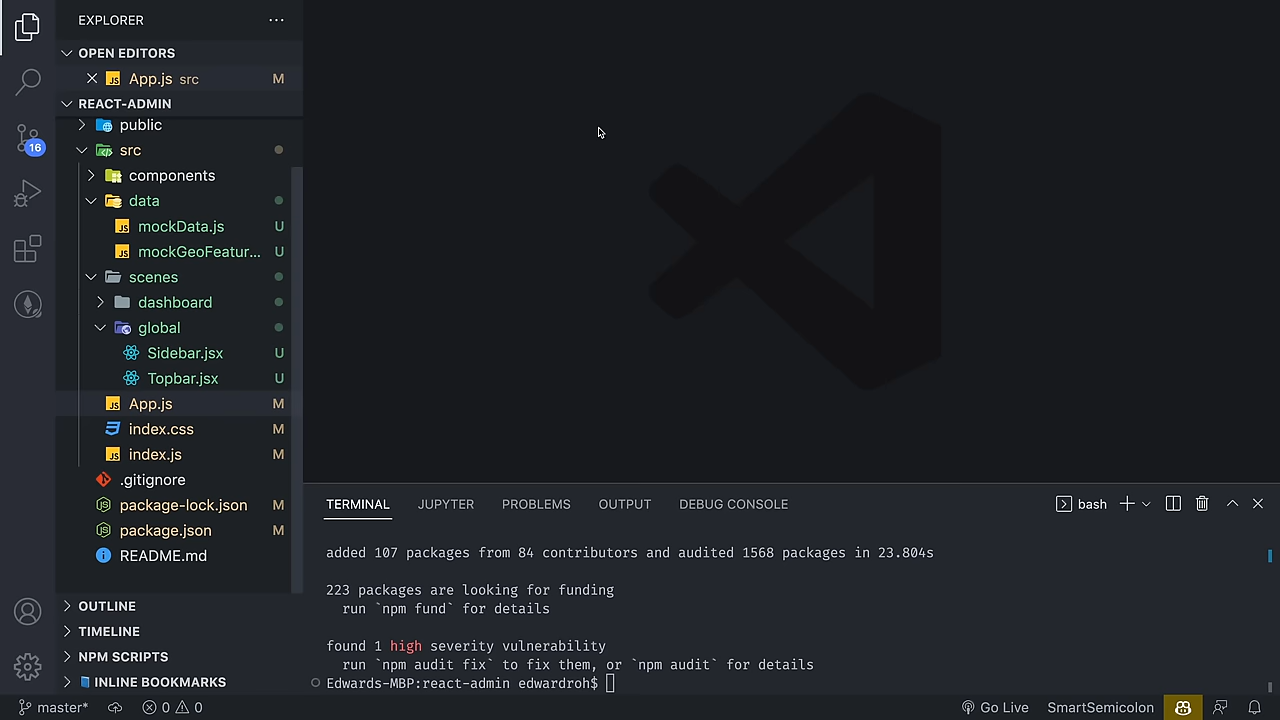 EXPLORER
OPEN EDITORS
App.js src M
REACT-ADMIN
public
src
components
data
mockData.js U
mockGeoFeatur... U
scenes
dashboard
global
Sidebar.jsx U
Topbar.jsx U
App.js M
index.css M
index.js M
.gitignore
package-lock.json M
package.json M
README.md
OUTLINE
TIMELINE
NPM SCRIPTS
INLINE BOOKMARKS
16
TERMINAL JUPYTER PROBLEMS OUTPUT DEBUG CONSOLE bash
added 107 packages from 84 contributors and audited 1568 packages in 23.804s
223 packages are looking for funding
run `npm fund` for details
found 1 high severity vulnerability
run `npm audit fix` to fix them, or `npm audit` for details
Edwards-MBP:react-admin edwardroh$
master* 0 0 Go Live SmartSemicolon